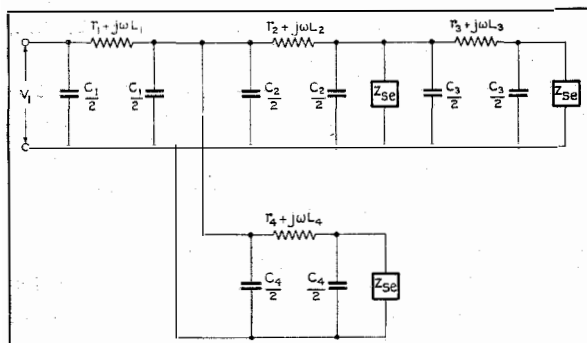 r₁ + jωL₁
r₂ + jωL₂
r₃ + jωL₃
V₁
C₁/2
C₁/2
C₂/2
C₂/2
Zse
C₃/2
C₃/2
Zse
r₄ + jωL₄
C₄/2
C₄/2
Zse